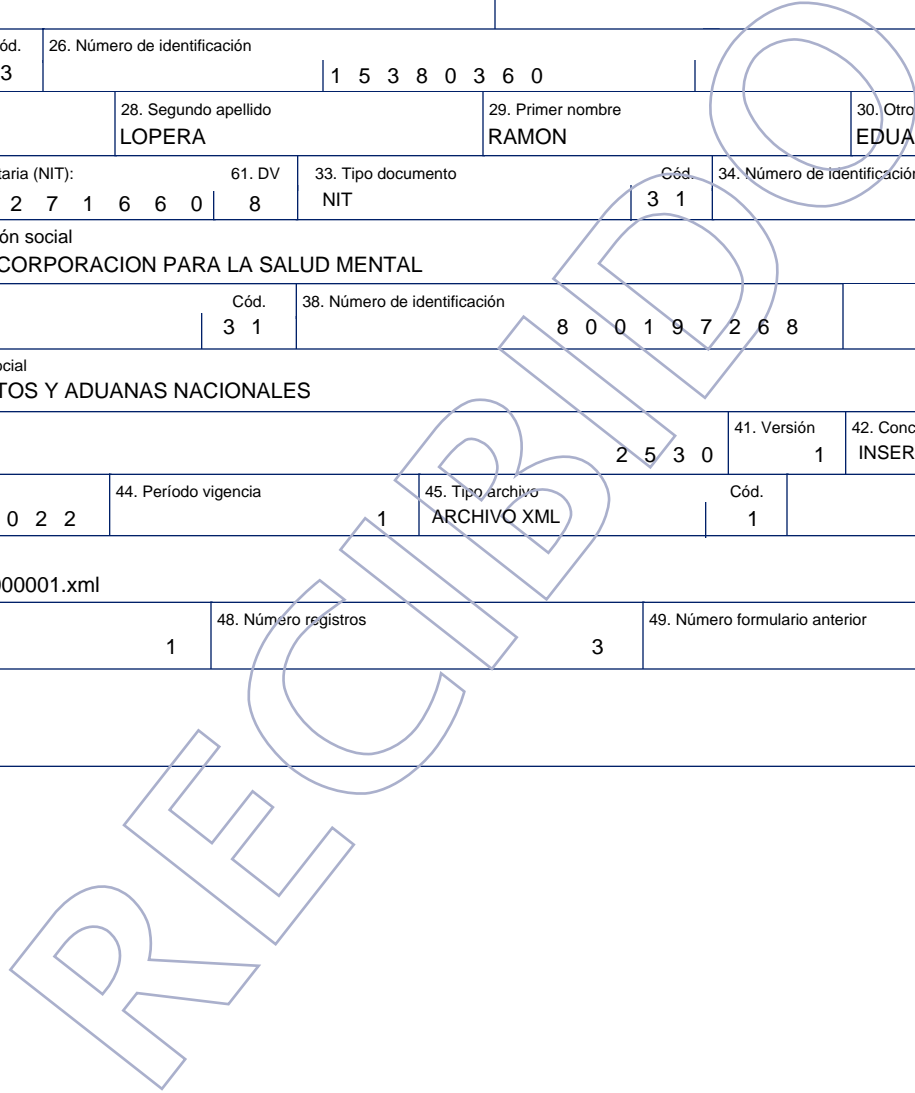 ód. 26. Número de identificación
3 1 5 3 8 0 3 6 0
28. Segundo apellido 29. Primer nombre 30. Otro
LOPERA RAMON EDUA
taria (NIT): 61. DV 33. Tipo documento Cód. 34. Número de identificación
2 7 1 6 6 0 8 NIT 3 1
ón social
CORPORACION PARA LA SALUD MENTAL
Cód. 38. Número de identificación
3 1 8 0 0 1 9 7 2 6 8
ocial
TOS Y ADUANAS NACIONALES
41. Versión 42. Conc
2 5 3 0 1 INSER
44. Período vigencia 45. Tipo archivo Cód.
0 2 2 1 ARCHIVO XML 1
000001.xml
48. Número registros 49. Número formulario anterior
1 3
RECIBIDO